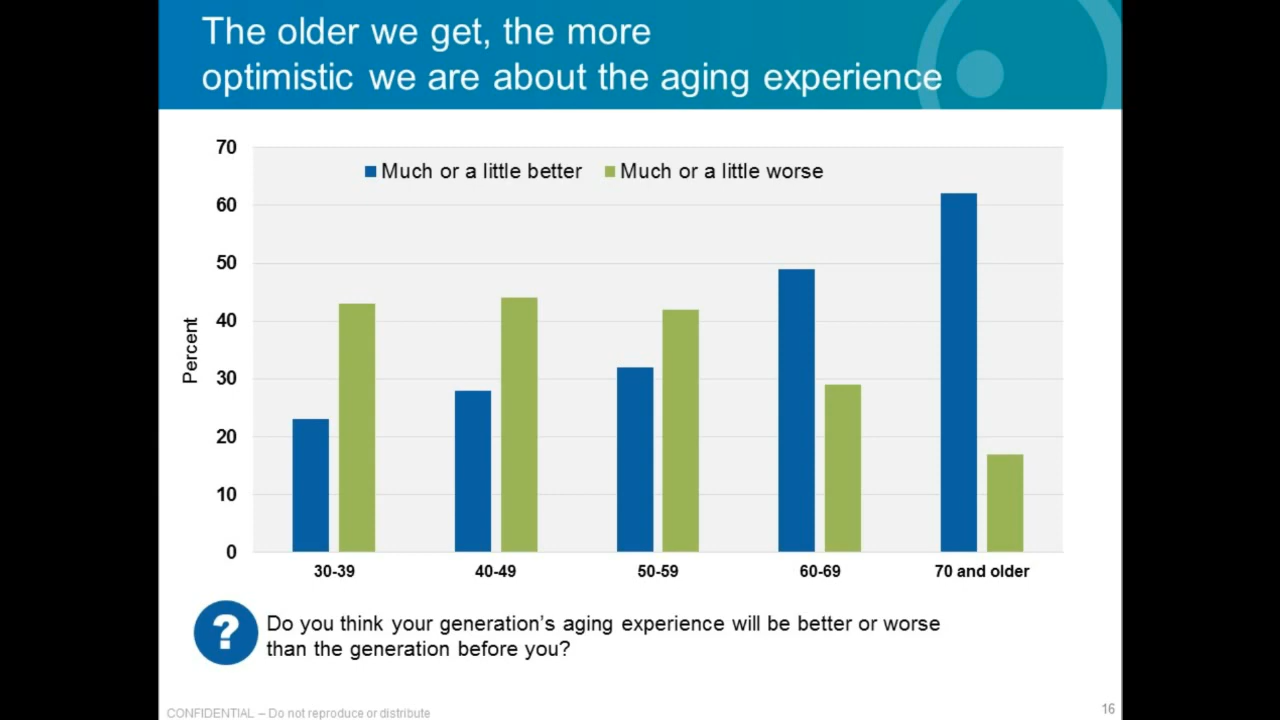 The older we get, the more
optimistic we are about the aging experience
70
Much or a little better
Much or a little worse
60
50
40
30
20
10
0
Percent
30-39
40-49
50-59
60-69
70 and older
?
Do you think your generation’s aging experience will be better or worse
than the generation before you?
CONFIDENTIAL – Do not reproduce or distribute
16